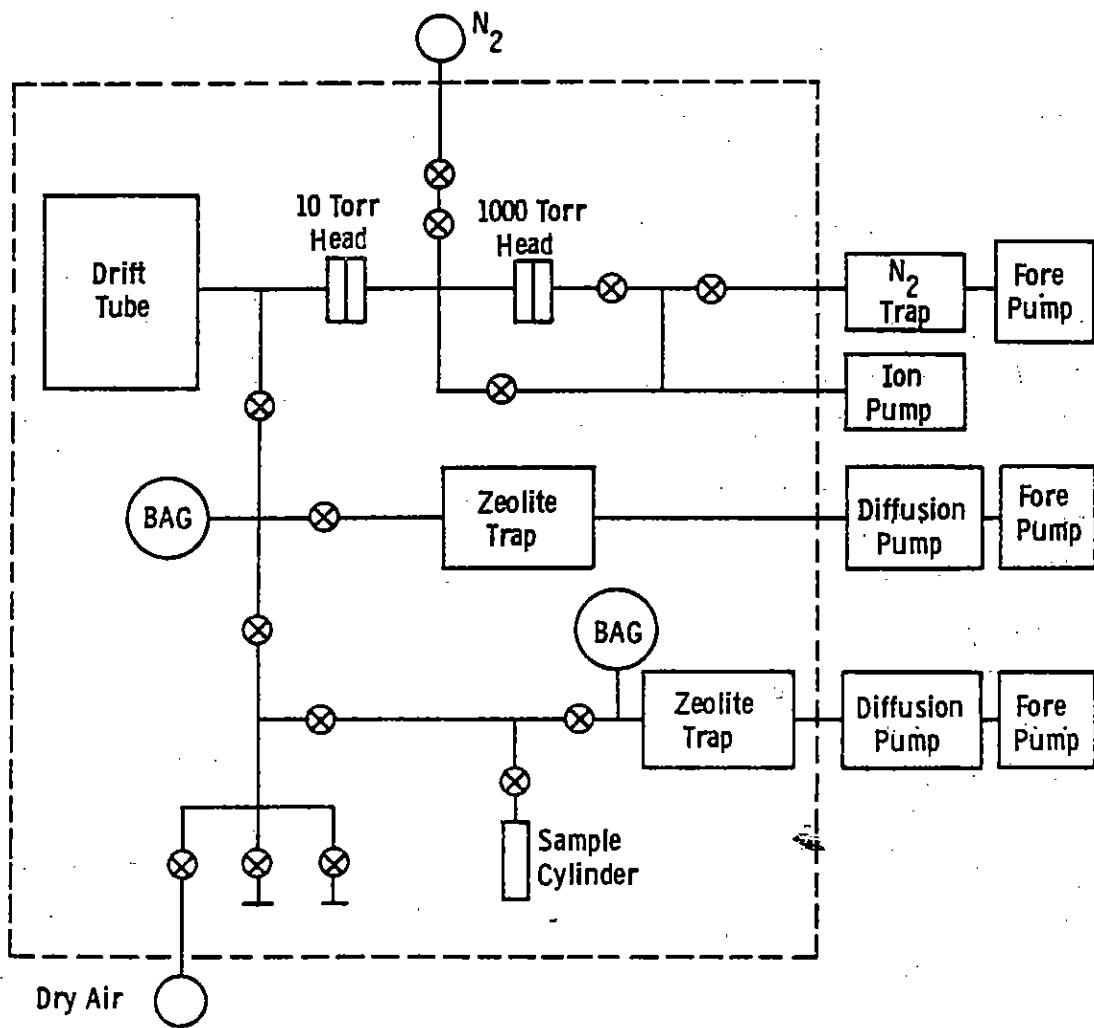 N2
10 Torr
Head
1000 Torr
Head
Drift
Tube
N2
Trap
Fore
Pump
Ion
Pump
BAG
Zeolite
Trap
Diffusion
Pump
Fore
Pump
BAG
Zeolite
Trap
Diffusion
Pump
Fore
Pump
Sample
Cylinder
Dry Air